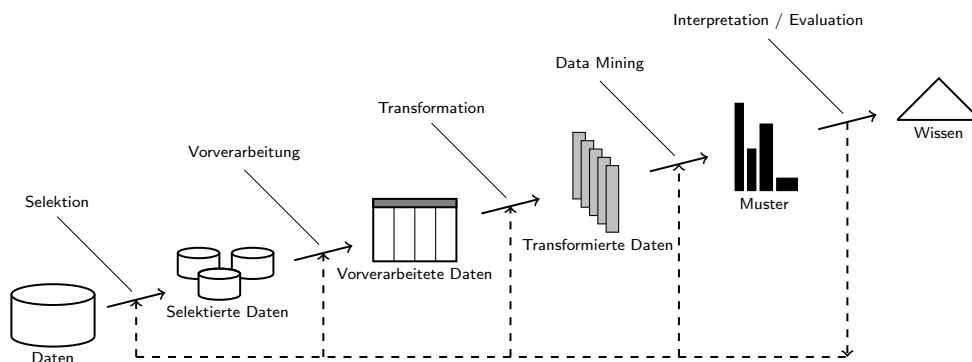 Interpretation / Evaluation
Data Mining
Transformation
Vorverarbeitung
Selektion
Wissen
Muster
Transformierte Daten
Vorverarbeitete Daten
Selektierte Daten
Daten